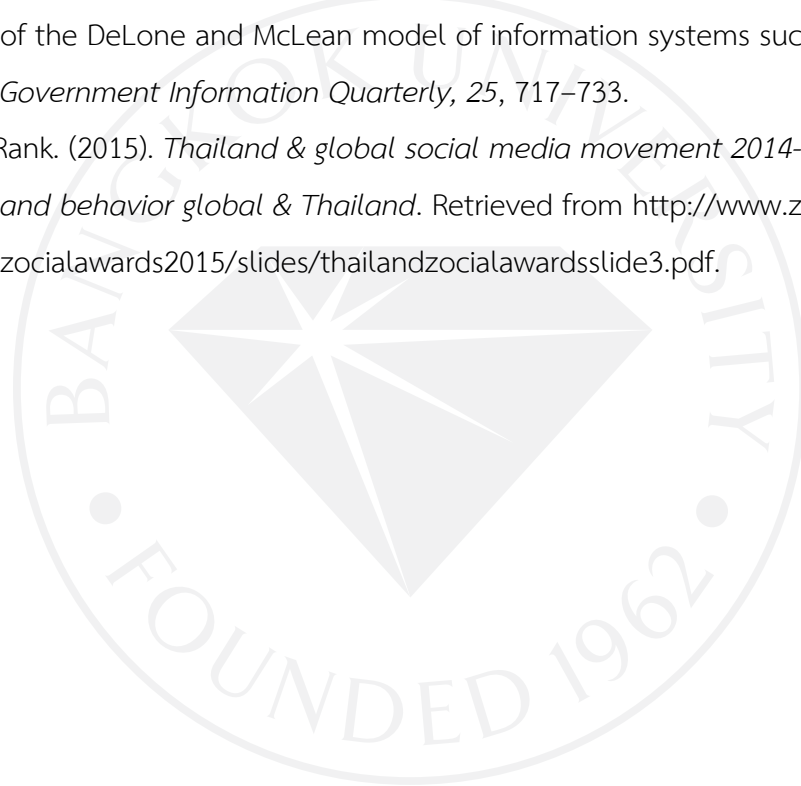 of the DeLone and McLean model of information systems suc
Government Information Quarterly, 25, 717–733.
Rank. (2015). Thailand & global social media movement 2014-
and behavior global & Thailand. Retrieved from http://www.z
zocialawards2015/slides/thailandzocialawardsslide3.pdf.
BANGKOK UNIVERSITY
FOUNDED 1962